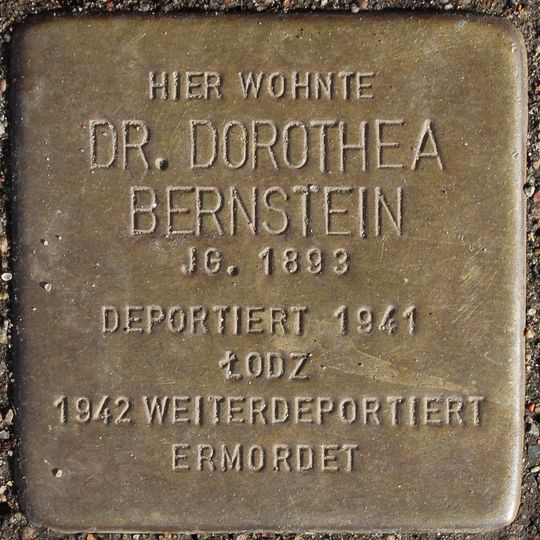 HIER WOHNTE
DR. DOROTHEA
BERNSTEIN
JG. 1893
DEPORTIERT 1941
ŁODZ
1942 WEITERDEPORTIERT
ERMORDET